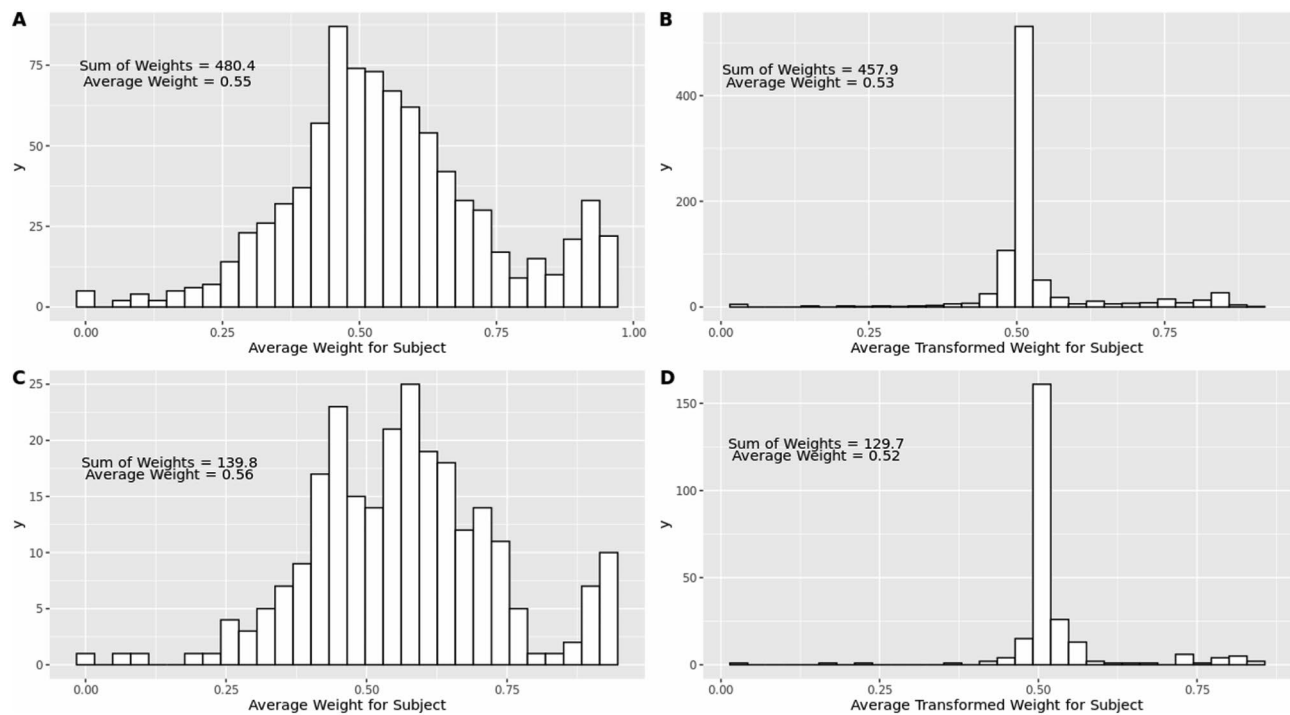 A
Sum of Weights = 480.4
Average Weight = 0.55
75
50
25
0
y
0.00 0.25 0.50 0.75 1.00
Average Weight for Subject
B
Sum of Weights = 457.9
Average Weight = 0.53
400
200
0
y
0.00 0.25 0.50 0.75
Average Transformed Weight for Subject
C
Sum of Weights = 139.8
Average Weight = 0.56
25
20
15
10
5
0
y
0.00 0.25 0.50 0.75
Average Weight for Subject
D
Sum of Weights = 129.7
Average Weight = 0.52
150
100
50
0
y
0.00 0.25 0.50 0.75
Average Transformed Weight for Subject